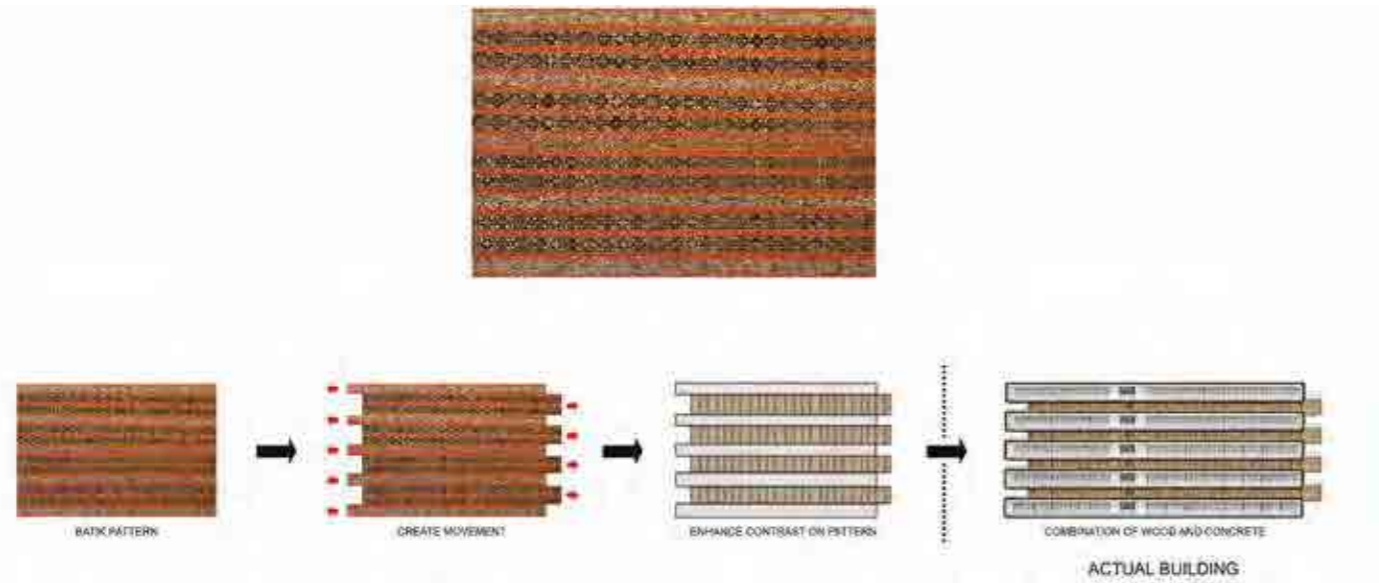 BATIK PATTERN
CREATE MOVEMENT
ENHANCE CONTRAST ON PATTERN
COMBINATION OF WOOD AND CONCRETE
ACTUAL BUILDING